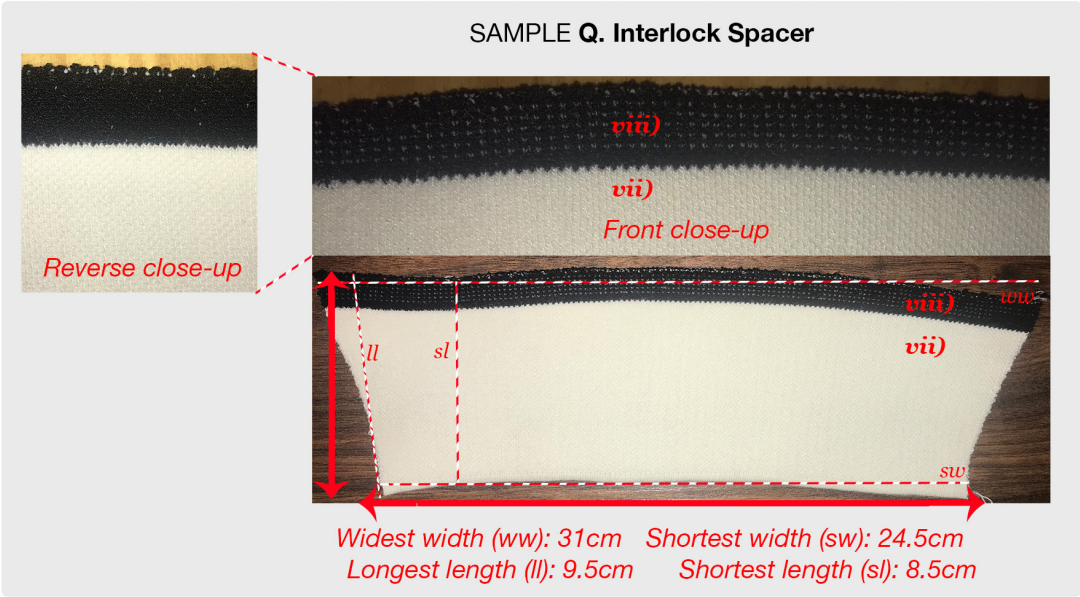 SAMPLE Q. Interlock Spacer
viii)
vii)
Front close-up
Reverse close-up
viii)
ww
vii)
ll
sl
sw
Widest width (ww): 31cm Shortest width (sw): 24.5cm
Longest length (ll): 9.5cm Shortest length (sl): 8.5cm